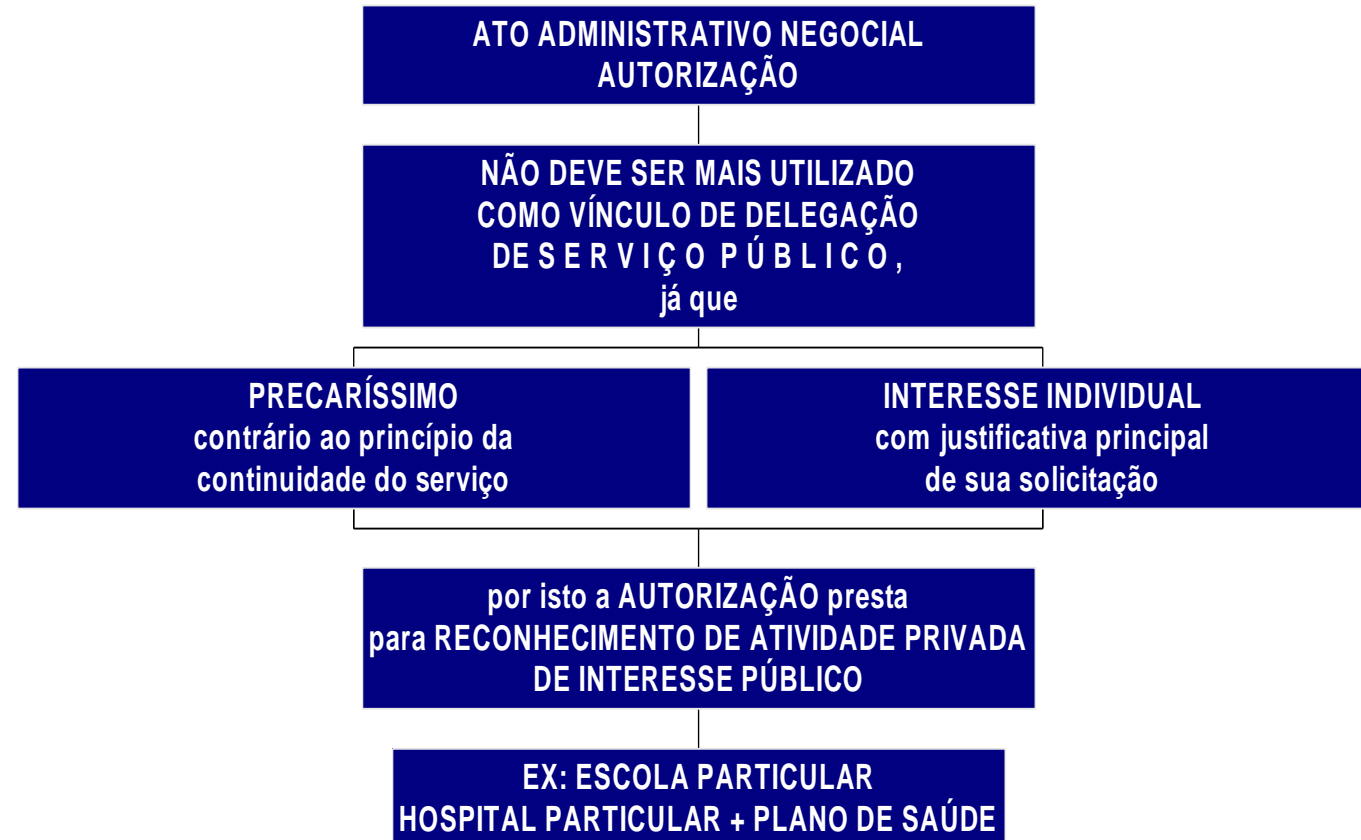 ATO ADMINISTRATIVO NEGOCIAL
AUTORIZAÇÃO
NÃO DEVE SER MAIS UTILIZADO
COMO VÍNCULO DE DELEGAÇÃO
DE S E R V I Ç O P Ú B L I C O ,
já que
PRECARÍSSIMO
contrário ao princípio da
continuidade do serviço
INTERESSE INDIVIDUAL
com justificativa principal
de sua solicitação
por isto a AUTORIZAÇÃO presta
para RECONHECIMENTO DE ATIVIDADE PRIVADA
DE INTERESSE PÚBLICO
EX: ESCOLA PARTICULAR
HOSPITAL PARTICULAR + PLANO DE SAÚDE